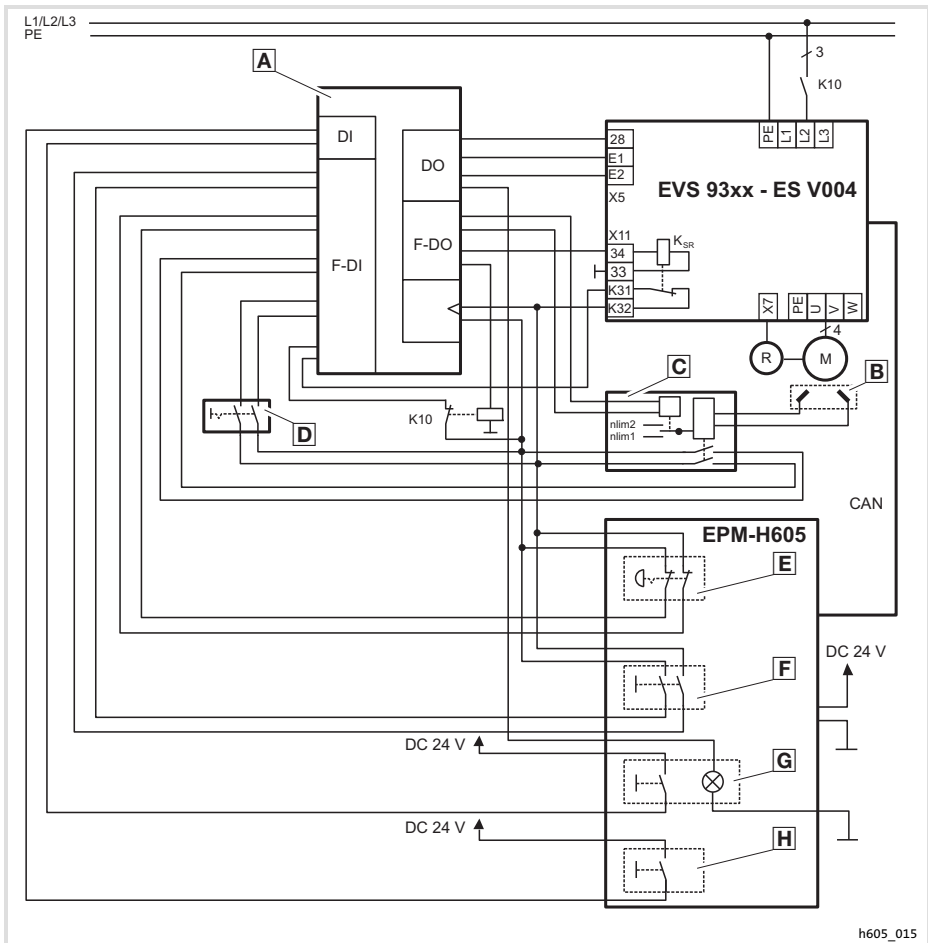 L1/L2/L3
PE
3
K10
A
DI
DO
F-DO
F-DI
PE
L1
L2
L3
28
E1
E2
X5
EVS 93xx - ES V004
X11
34
33
K31
K32
KSR
X7
PE
U
V
W
4
R
M
B
C
nlim2
nlim1
D
K10
CAN
EPM-H605
E
F
DC 24 V
DC 24 V
G
DC 24 V
H
h605_015